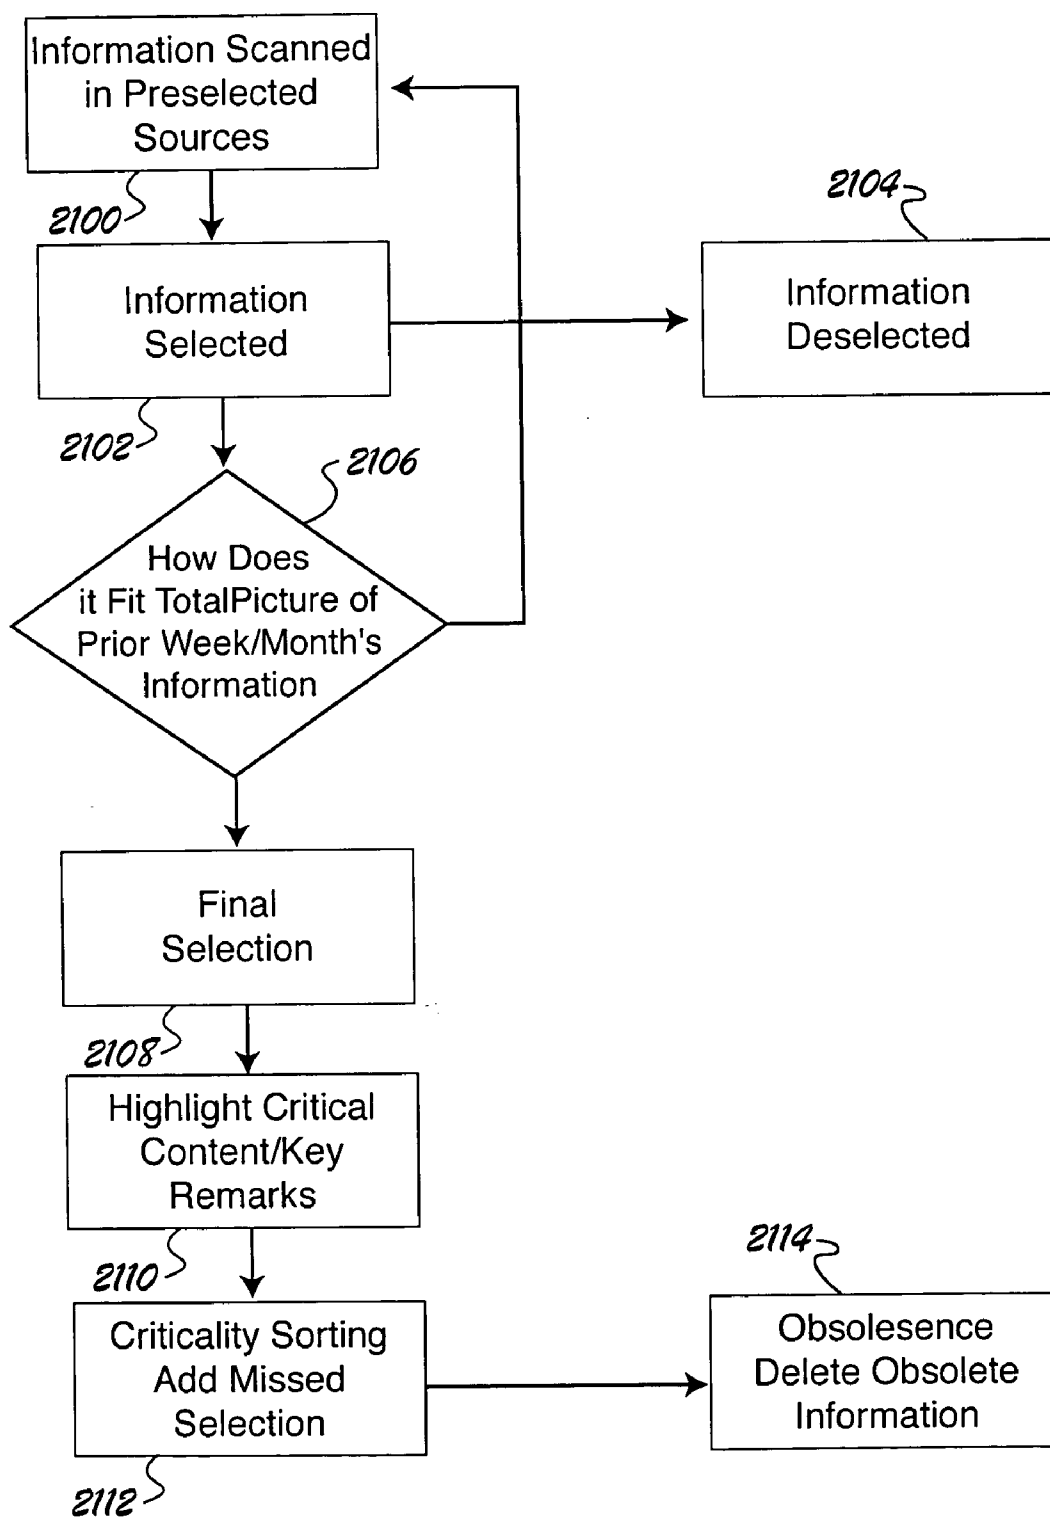 Information Scanned
in Preselected
Sources
2100
2104
Information
Selected
Information
Deselected
2102
2106
How Does
it Fit TotalPicture of
Prior Week/Month's
Information
Final
Selection
2108
Highlight Critical
Content/Key
Remarks
2110
2114
Criticality Sorting
Add Missed
Selection
Obsolesence
Delete Obsolete
Information
2112